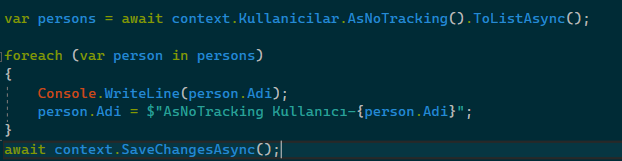 var persons = await context.Kullanicilar.AsNoTracking().ToListAsync();
foreach (var person in persons)
{
Console.WriteLine(person.Adi);
person.Adi = $"AsNoTracking Kullanıcı-{person.Adi}";
}
await context.SaveChangesAsync();